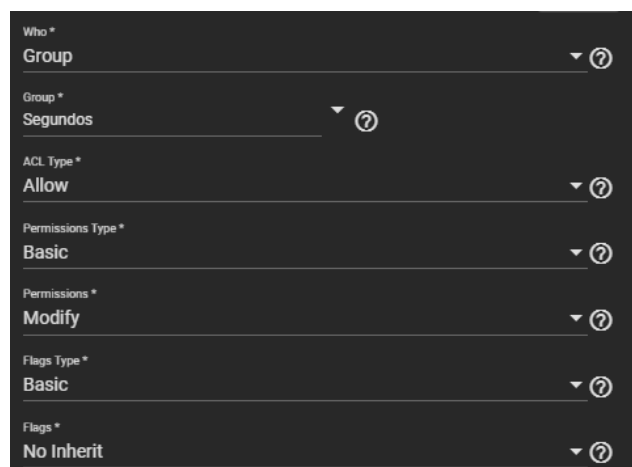 Who *
Group
Group *
Segundos
ACL Type *
Allow
Permissions Type *
Basic
Permissions *
Modify
Flags Type *
Basic
Flags *
No Inherit